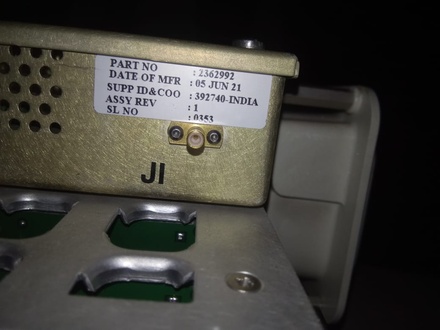 PART NO : 2362992
DATE OF MFR : 05 JUN 21
SUPP ID&COO : 392740-INDIA
ASSY REV : 1
SL NO : 0353
JI